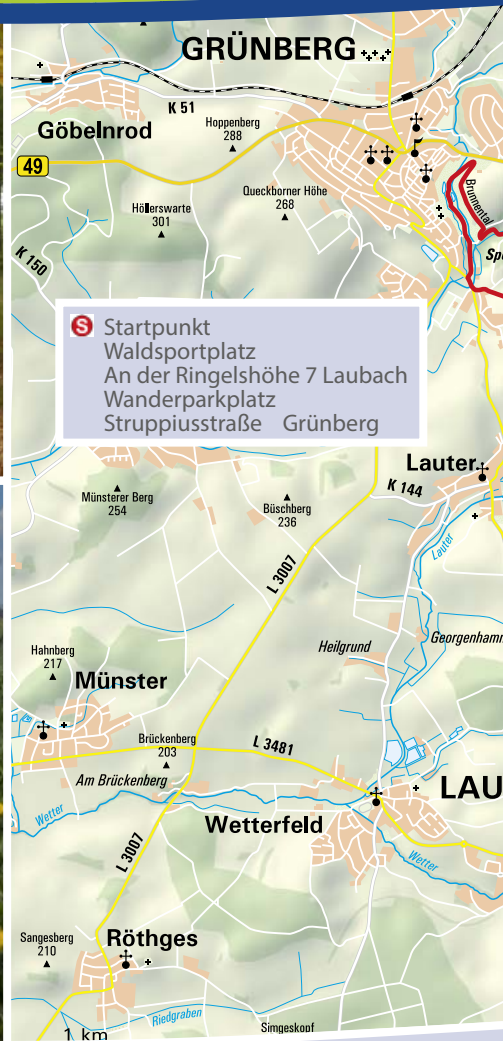 GRÜNBERG
K 51
Göbelnrod
Hoppenberg
288
49
Queckborner Höhe
268
Höllerswarte
301
Brunnental
K 150
S Startpunkt
Waldsportplatz
An der Ringelshöhe 7 Laubach
Wanderparkplatz
Struppiusstraße Grünberg
Lauter
K 144
Münsterer Berg
254
Büschberg
236
Lauter
L 3007
Heilgrund
Hahnberg
217
Münster
Brückenberg
203
L 3481
Am Brückenberg
LAU
Wetter
Wetterfeld
L 3007
Wetter
Sangesberg
210
Röthges
Riedgraben
Simgeskopf
1 km